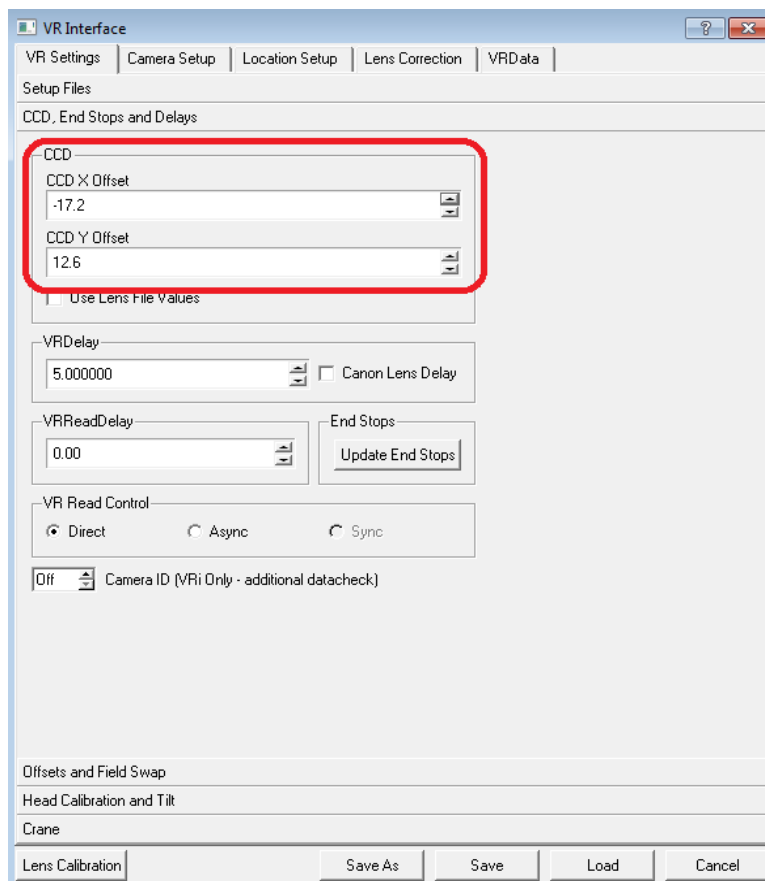 VR Interface
VR Settings Camera Setup Location Setup Lens Correction VRData
Setup Files
CCD, End Stops and Delays
CCD
CCD X Offset
-17.2
CCD Y Offset
12.6
Use Lens File Values
VRDelay
5.000000 Canon Lens Delay
VRReadDelay End Stops
0.00 Update End Stops
VR Read Control
Direct Async Sync
Off Camera ID (VRi Only - additional datacheck)
Offsets and Field Swap
Head Calibration and Tilt
Crane
Lens Calibration Save As Save Load Cancel